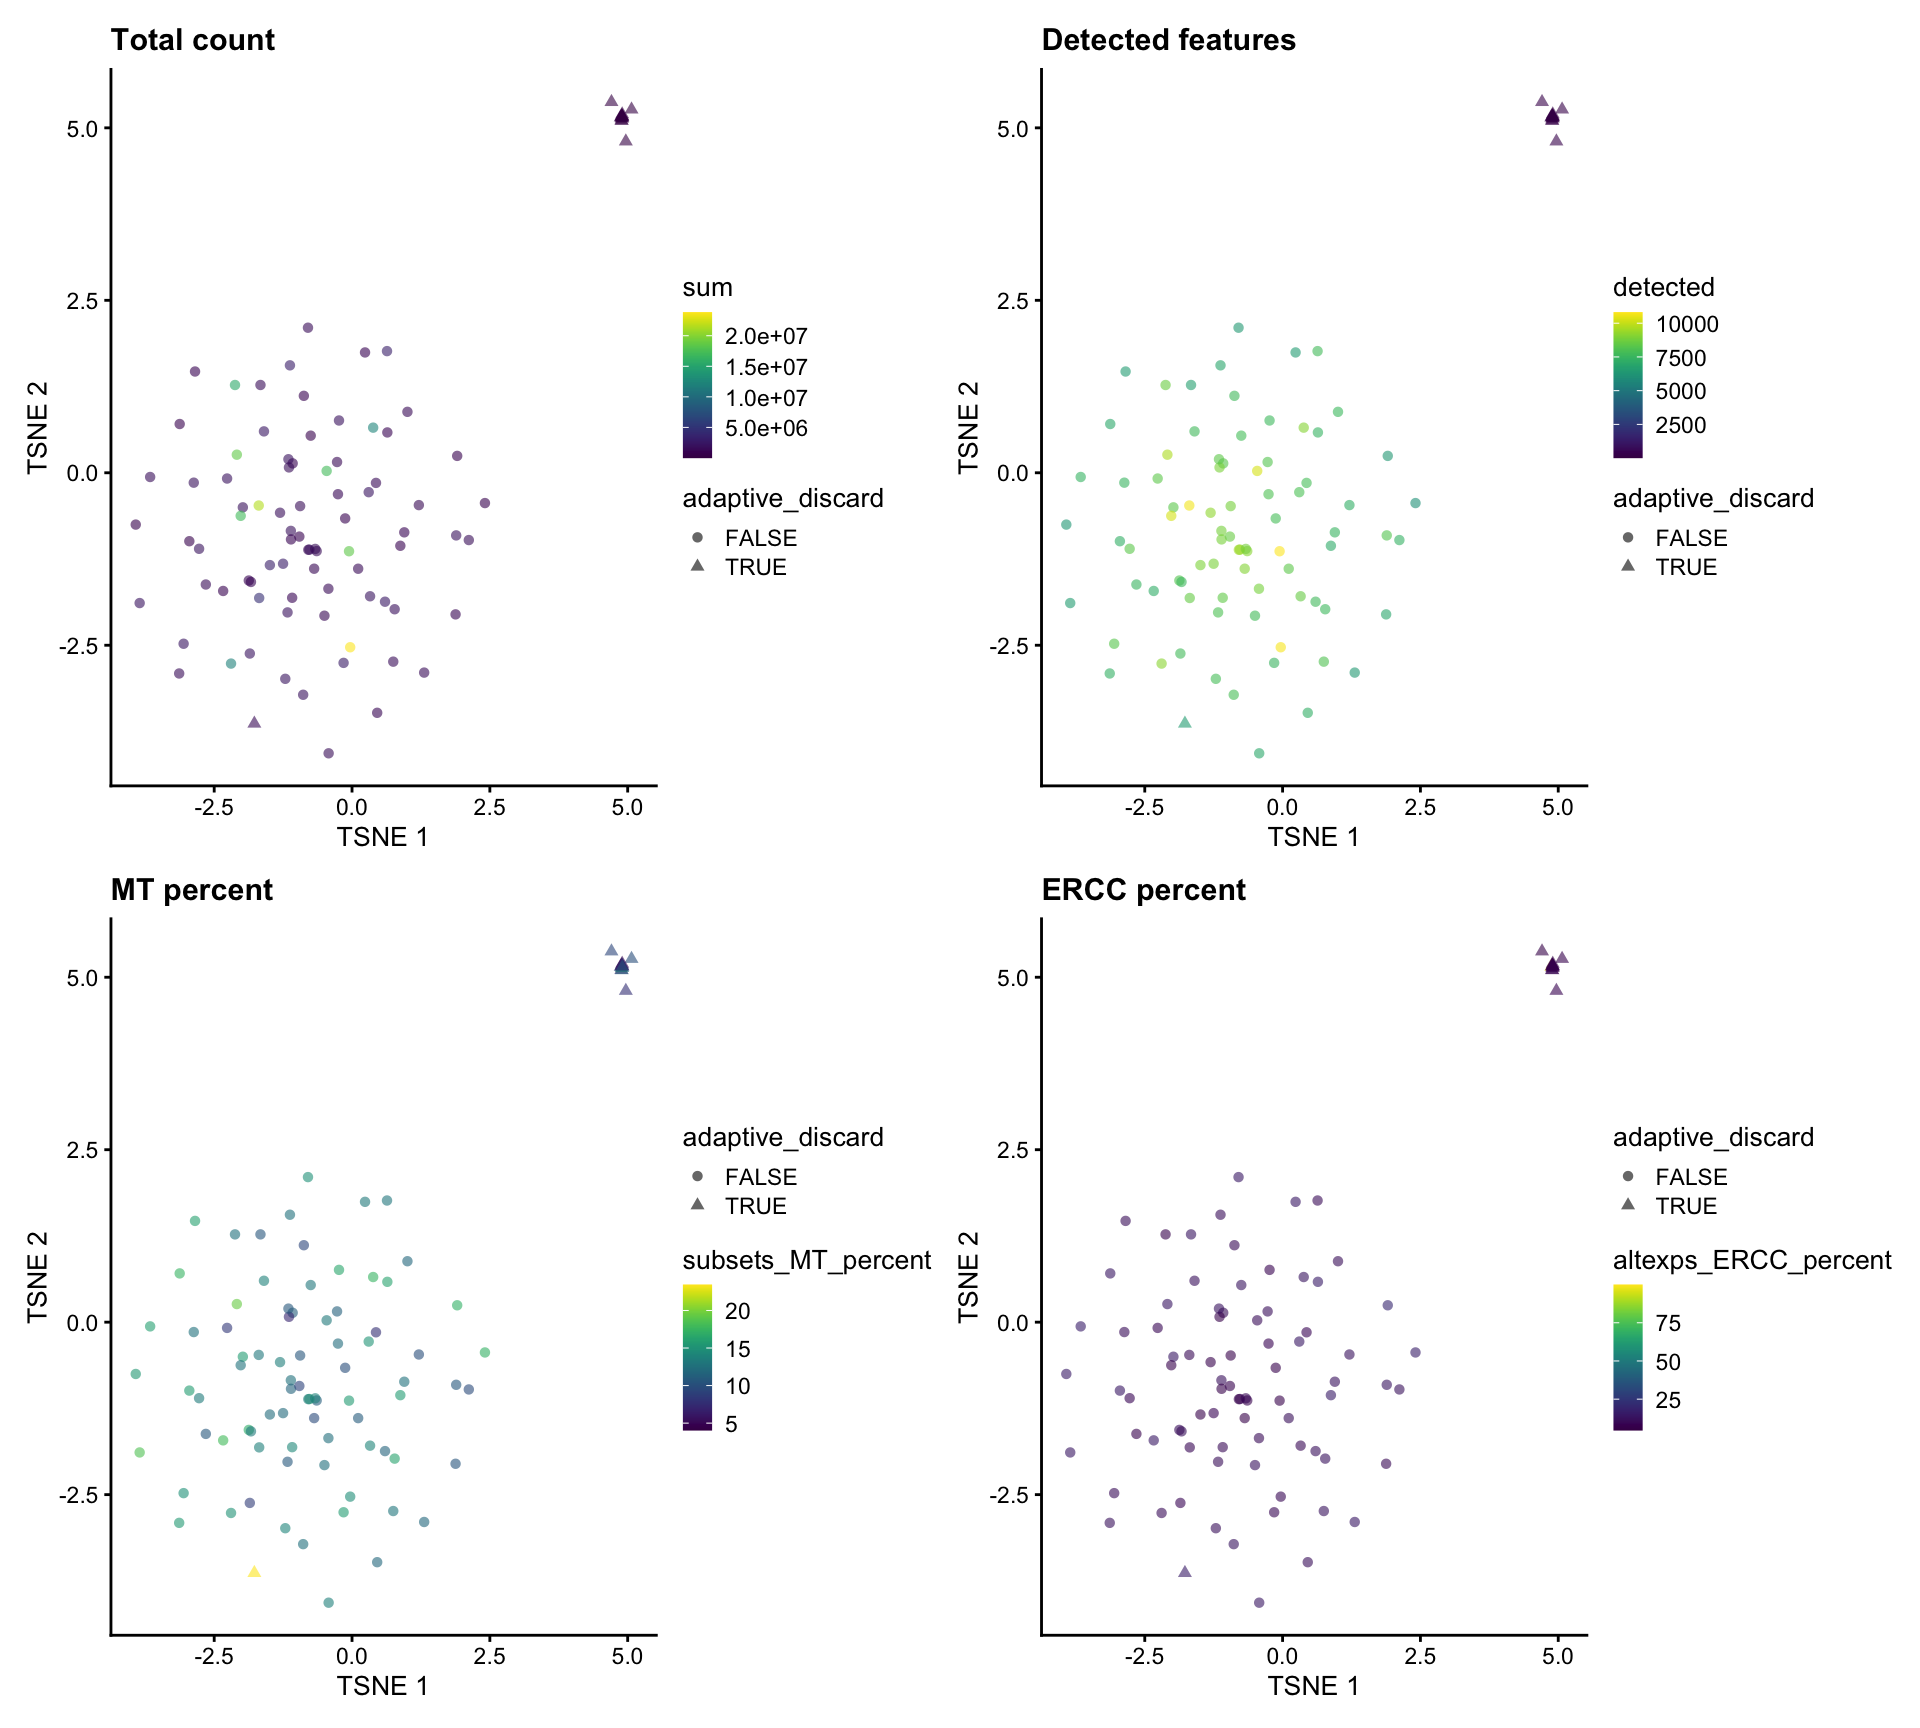 Total count
5.0
2.5
0.0
-2.5
TSNE 2
-2.5 0.0 2.5 5.0
TSNE 1
sum
2.0e+07
1.5e+07
1.0e+07
5.0e+06
adaptive_discard
FALSE
TRUE
Detected features
5.0
2.5
0.0
-2.5
TSNE 2
-2.5 0.0 2.5 5.0
TSNE 1
detected
10000
7500
5000
2500
adaptive_discard
FALSE
TRUE
MT percent
5.0
2.5
0.0
-2.5
TSNE 2
-2.5 0.0 2.5 5.0
TSNE 1
adaptive_discard
FALSE
TRUE
subsets_MT_percent
20
15
10
5
ERCC percent
5.0
2.5
0.0
-2.5
TSNE 2
-2.5 0.0 2.5 5.0
TSNE 1
adaptive_discard
FALSE
TRUE
altexps_ERCC_percent
75
50
25